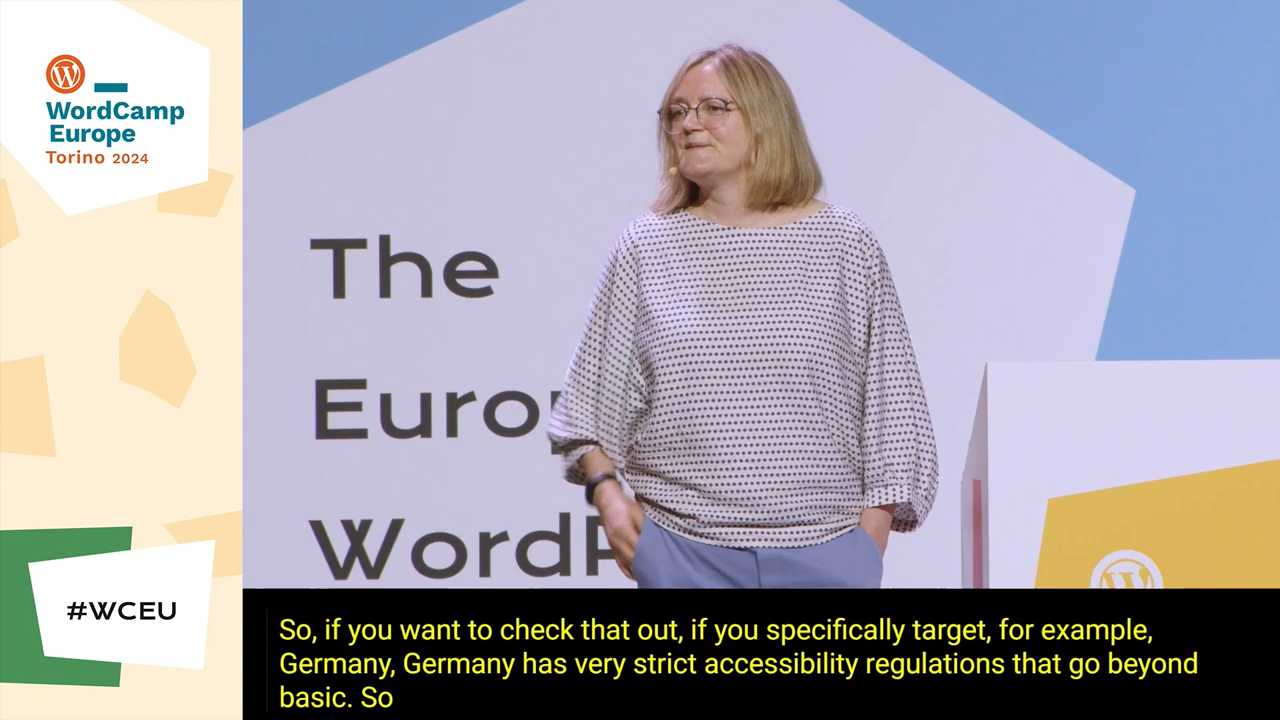 WordCamp
Europe
Torino 2024
The
Euro
WordP
#WCEU
So, if you want to check that out, if you specifically target, for example,
Germany, Germany has very strict accessibility regulations that go beyond
basic. So